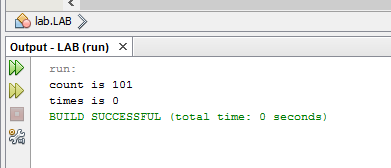 lab.LAB
Output - LAB (run)
run:
count is 101
times is 0
BUILD SUCCESSFUL (total time: 0 seconds)